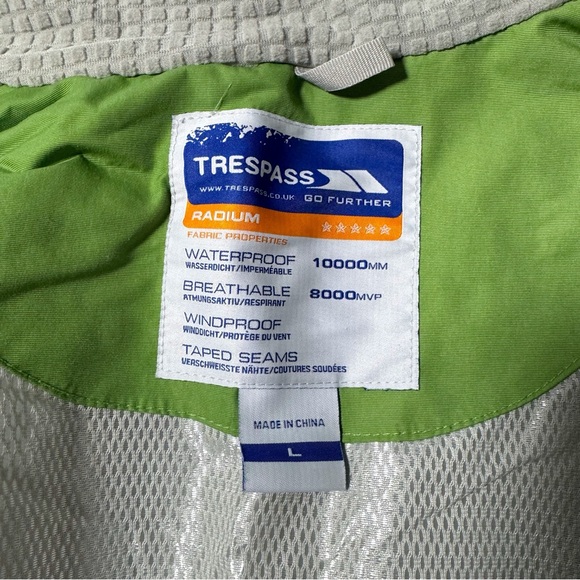 TRESPASS
WWW.TRESPASS.CO.UK GO FURTHER
RADIUM
FABRIC PROPERTIES
WATERPROOF 10000MM
WASSERDICHT/IMPERMÉABLE
BREATHABLE 8000MVP
ATMUNGSAKTIV/RESPIRANT
WINDPROOF
WINDDICHT/PROTÈGE DU VENT
TAPED SEAMS
VERSCHWEISSTE NÄHTE/COUTURES SOUDÉES
MADE IN CHINA
L